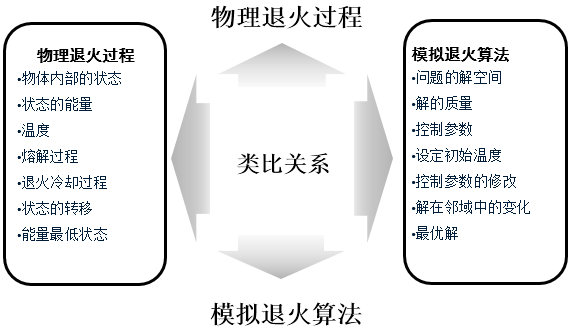 物理退火过程
物理退火过程
•物体内部的状态
•状态的能量
•温度
•熔解过程
•退火冷却过程
•状态的转移
•能量最低状态
类比关系
模拟退火算法
•问题的解空间
•解的质量
•控制参数
•设定初始温度
•控制参数的修改
•解在邻域中的变化
•最优解
模拟退火算法